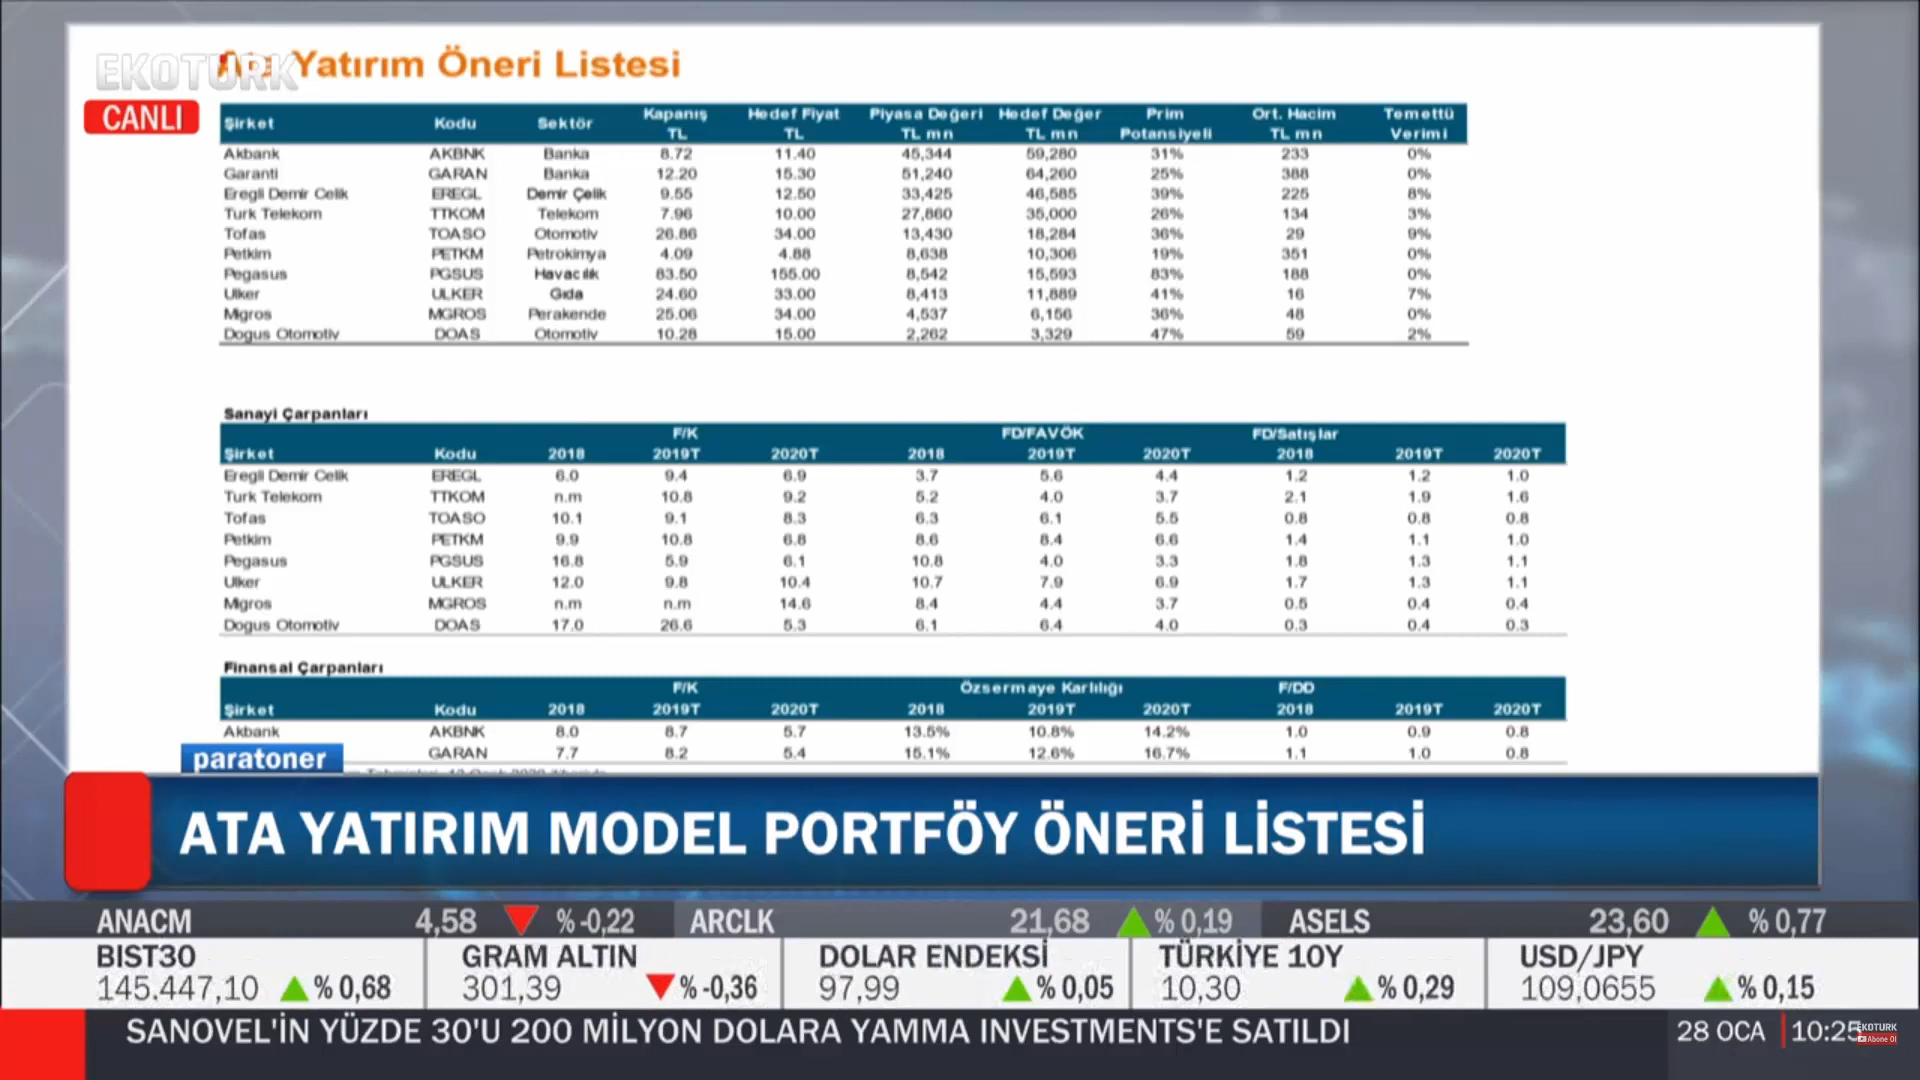 Ata Yatırım Öneri Listesi
EKOTÜRK
CANLI
Şirket Kodu Sektör Kapanış TL Hedef Fiyat TL Piyasa Değeri TL mn Hedef Değer TL mn Prim Potansiyeli Ort. Hacim TL mn Temettü Verimi
Akbank AKBNK Banka 8.72 11.40 45,344 59,280 31% 233 0%
Garanti GARAN Banka 12.20 15.30 51,240 64,260 25% 388 0%
Eregli Demir Celik EREGL Demir Çelik 9.55 12.50 33,425 46,585 39% 225 8%
Turk Telekom TTKOM Telekom 7.96 10.00 27,860 35,000 26% 134 3%
Tofas TOASO Otomotiv 26.86 34.00 13,430 18,284 36% 29 9%
Petkim PETKM Petrokimya 4.09 4.88 8,638 10,306 19% 351 0%
Pegasus PGSUS Havacılık 83.50 155.00 8,542 15,593 83% 188 0%
Ulker ULKER Gıda 24.60 33.00 8,413 11,889 41% 16 7%
Migros MGROS Perakende 25.06 34.00 4,537 6,156 36% 48 0%
Dogus Otomotiv DOAS Otomotiv 10.28 15.00 2,262 3,329 47% 59 2%
Sanayi Çarpanları
F/K FD/FAVÖK FD/Satışlar
Şirket Kodu 2018 2019T 2020T 2018 2019T 2020T 2018 2019T 2020T
Eregli Demir Celik EREGL 6.0 9.4 6.9 3.7 5.6 4.4 1.2 1.2 1.0
Turk Telekom TTKOM n.m 10.8 9.2 5.2 4.0 3.7 2.1 1.9 1.6
Tofas TOASO 10.1 9.1 8.3 6.3 6.1 5.5 0.8 0.8 0.8
Petkim PETKM 9.9 10.8 6.8 8.6 8.4 6.6 1.4 1.1 1.0
Pegasus PGSUS 16.8 5.9 6.1 10.8 4.0 3.3 1.8 1.3 1.1
Ulker ULKER 12.0 9.8 10.4 10.7 7.9 6.9 1.7 1.3 1.1
Migros MGROS n.m n.m 14.6 8.4 4.4 3.7 0.5 0.4 0.4
Dogus Otomotiv DOAS 17.0 26.6 5.3 6.1 6.4 4.0 0.3 0.4 0.3
Finansal Çarpanları
F/K Özsermaye Karlılığı F/DD
Şirket Kodu 2018 2019T 2020T 2018 2019T 2020T 2018 2019T 2020T
Akbank AKBNK 8.0 8.7 5.7 13.5% 10.8% 14.2% 1.0 0.9 0.8
GARAN 7.7 8.2 5.4 15.1% 12.6% 16.7% 1.1 1.0 0.8
paratoner
ATA YATIRIM MODEL PORTFÖY ÖNERİ LİSTESİ
ANACM 4,58 % -0,22 ARCLK 21,68 % 0,19 ASELS 23,60 % 0,77
BIST30 GRAM ALTIN DOLAR ENDEKSİ TÜRKİYE 10Y USD/JPY
145.447,10 % 0,68 301,39 % -0,36 97,99 % 0,05 10,30 % 0,29 109,0655 % 0,15
SANOVEL'İN YÜZDE 30'U 200 MİLYON DOLARA YAMMA INVESTMENTS'E SATILDI
28 OCA 10:25
EKOTURK
Abone Ol